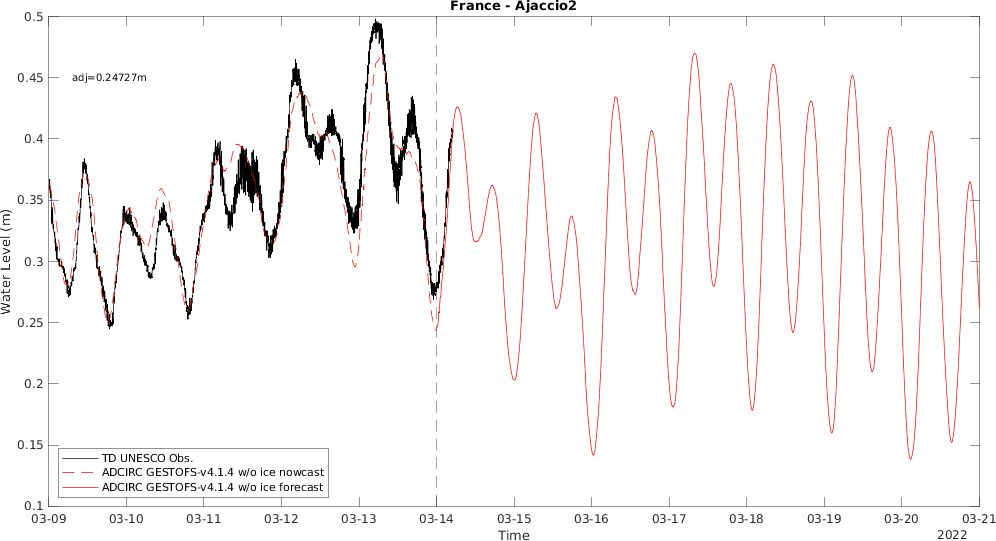 France - Ajaccio2
0.5
0.45
0.4
0.35
0.3
0.25
0.2
0.15
0.1
Water Level (m)
adj=0.24727m
TD UNESCO Obs.
ADCIRC GESTOFS-v4.1.4 w/o ice nowcast
ADCIRC GESTOFS-v4.1.4 w/o ice forecast
03-09 03-10 03-11 03-12 03-13 03-14 03-15 03-16 03-17 03-18 03-19 03-20 03-21
Time
2022